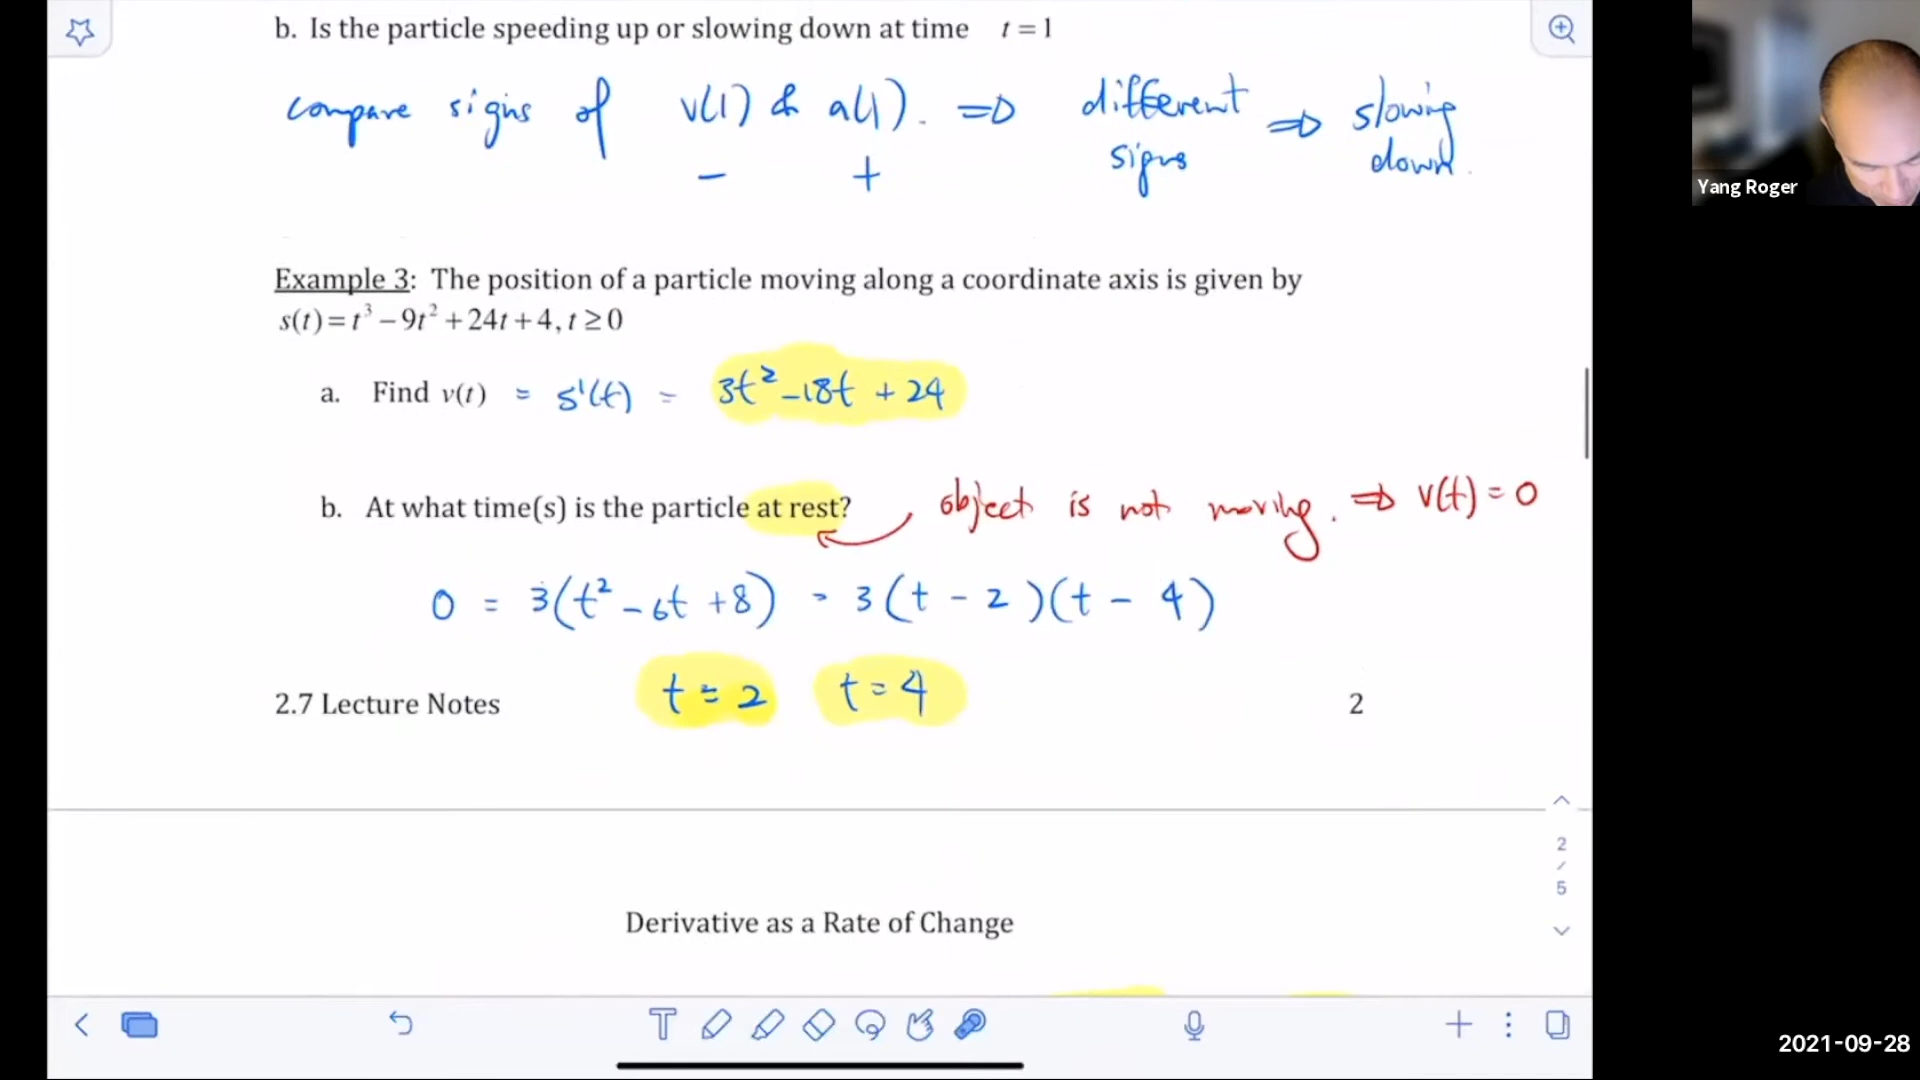 b. Is the particle speeding up or slowing down at time t = 1
compare signs of v(1) & a(1). ⇒ different ⇒ slowing
signs down.
− +
Yang Roger
Example 3: The position of a particle moving along a coordinate axis is given by
s(t) = t³ − 9t² + 24t + 4, t ≥ 0
a. Find v(t) = s'(t) = 3t² − 18t + 24
b. At what time(s) is the particle at rest? object is not moving. ⇒ v(t) = 0
0 = 3(t² − 6t + 8) = 3(t − 2)(t − 4)
t = 2 t = 4
2.7 Lecture Notes 2
2
/
5
Derivative as a Rate of Change
2021-09-28